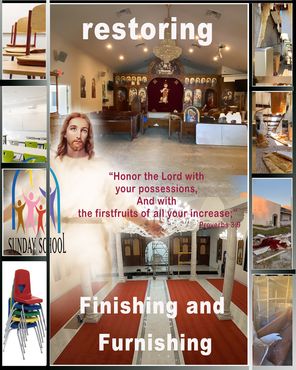 restoring
“Honor the Lord with
your possessions,
And with
the firstfruits of all your increase;”
Proverbs 3:9
SUNDAY SCHOOL
Finishing and
Furnishing